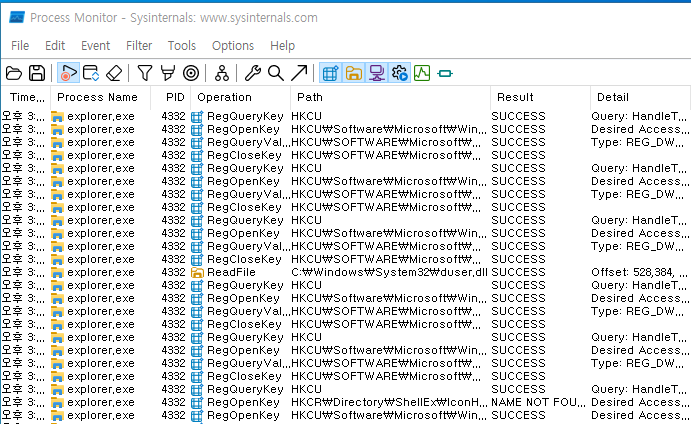 Process Monitor - Sysinternals: www.sysinternals.com
File Edit Event Filter Tools Options Help
Time... Process Name PID Operation Path Result Detail
오후 3:... explorer.exe 4332 RegQueryKey HKCU SUCCESS Query: HandleT...
오후 3:... explorer.exe 4332 RegOpenKey HKCU₩Software₩Microsoft₩Win... SUCCESS Desired Access...
오후 3:... explorer.exe 4332 RegQueryVal... HKCU₩SOFTWARE₩Microsoft₩... SUCCESS Type: REG_DW...
오후 3:... explorer.exe 4332 RegCloseKey HKCU₩SOFTWARE₩Microsoft₩... SUCCESS
오후 3:... explorer.exe 4332 RegQueryKey HKCU SUCCESS Query: HandleT...
오후 3:... explorer.exe 4332 RegOpenKey HKCU₩Software₩Microsoft₩Win... SUCCESS Desired Access...
오후 3:... explorer.exe 4332 RegQueryVal... HKCU₩SOFTWARE₩Microsoft₩... SUCCESS Type: REG_DW...
오후 3:... explorer.exe 4332 RegCloseKey HKCU₩SOFTWARE₩Microsoft₩... SUCCESS
오후 3:... explorer.exe 4332 RegQueryKey HKCU SUCCESS Query: HandleT...
오후 3:... explorer.exe 4332 RegOpenKey HKCU₩Software₩Microsoft₩Win... SUCCESS Desired Access...
오후 3:... explorer.exe 4332 RegQueryVal... HKCU₩SOFTWARE₩Microsoft₩... SUCCESS Type: REG_DW...
오후 3:... explorer.exe 4332 RegCloseKey HKCU₩SOFTWARE₩Microsoft₩... SUCCESS
오후 3:... explorer.exe 4332 ReadFile C:₩Windows₩System32₩duser.dll SUCCESS Offset: 528,384, ...
오후 3:... explorer.exe 4332 RegQueryKey HKCU SUCCESS Query: HandleT...
오후 3:... explorer.exe 4332 RegOpenKey HKCU₩Software₩Microsoft₩Win... SUCCESS Desired Access...
오후 3:... explorer.exe 4332 RegQueryVal... HKCU₩SOFTWARE₩Microsoft₩... SUCCESS Type: REG_DW...
오후 3:... explorer.exe 4332 RegCloseKey HKCU₩SOFTWARE₩Microsoft₩... SUCCESS
오후 3:... explorer.exe 4332 RegQueryKey HKCU SUCCESS Query: HandleT...
오후 3:... explorer.exe 4332 RegOpenKey HKCU₩Software₩Microsoft₩Win... SUCCESS Desired Access...
오후 3:... explorer.exe 4332 RegQueryVal... HKCU₩SOFTWARE₩Microsoft₩... SUCCESS Type: REG_DW...
오후 3:... explorer.exe 4332 RegCloseKey HKCU₩SOFTWARE₩Microsoft₩... SUCCESS
오후 3:... explorer.exe 4332 RegQueryKey HKCU SUCCESS Query: HandleT...
오후 3:... explorer.exe 4332 RegOpenKey HKCR₩Directory₩ShellEx₩IconH... NAME NOT FOU... Desired Access...
오후 3:... explorer.exe 4332 RegOpenKey HKCU₩Software₩Microsoft₩Win... SUCCESS Desired Access...